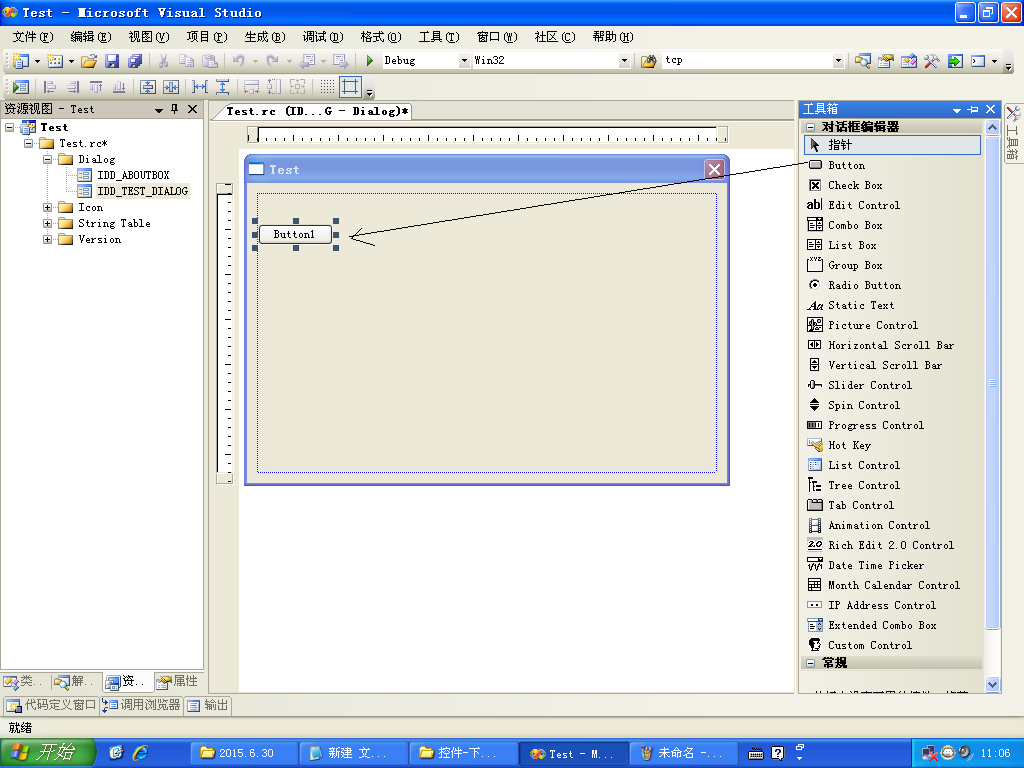 Test - Microsoft Visual Studio
文件(F) 编辑(E) 视图(V) 项目(P) 生成(B) 调试(D) 格式(O) 工具(T) 窗口(W) 社区(C) 帮助(H)
Debug Win32 tcp
资源视图 - Test
Test
Test.rc*
Dialog
IDD_ABOUTBOX
IDD_TEST_DIALOG
Icon
String Table
Version
Test.rc (ID...G - Dialog)*
Test
Button1
工具箱
工具箱
对话框编辑器
指针
Button
Check Box
ab| Edit Control
Combo Box
List Box
XYZ Group Box
Radio Button
Aa Static Text
Picture Control
Horizontal Scroll Bar
Vertical Scroll Bar
Slider Control
Spin Control
Progress Control
Hot Key
List Control
Tree Control
Tab Control
Animation Control
2.0 Rich Edit 2.0 Control
Date Time Picker
Month Calendar Control
IP Address Control
Extended Combo Box
Custom Control
常规
类.. 解.. 资.. 属性
代码定义窗口 调用浏览器 输出
就绪
开始 2015.6.30 新建 文... 控件-下... Test - M... 未命名 -... 11:06